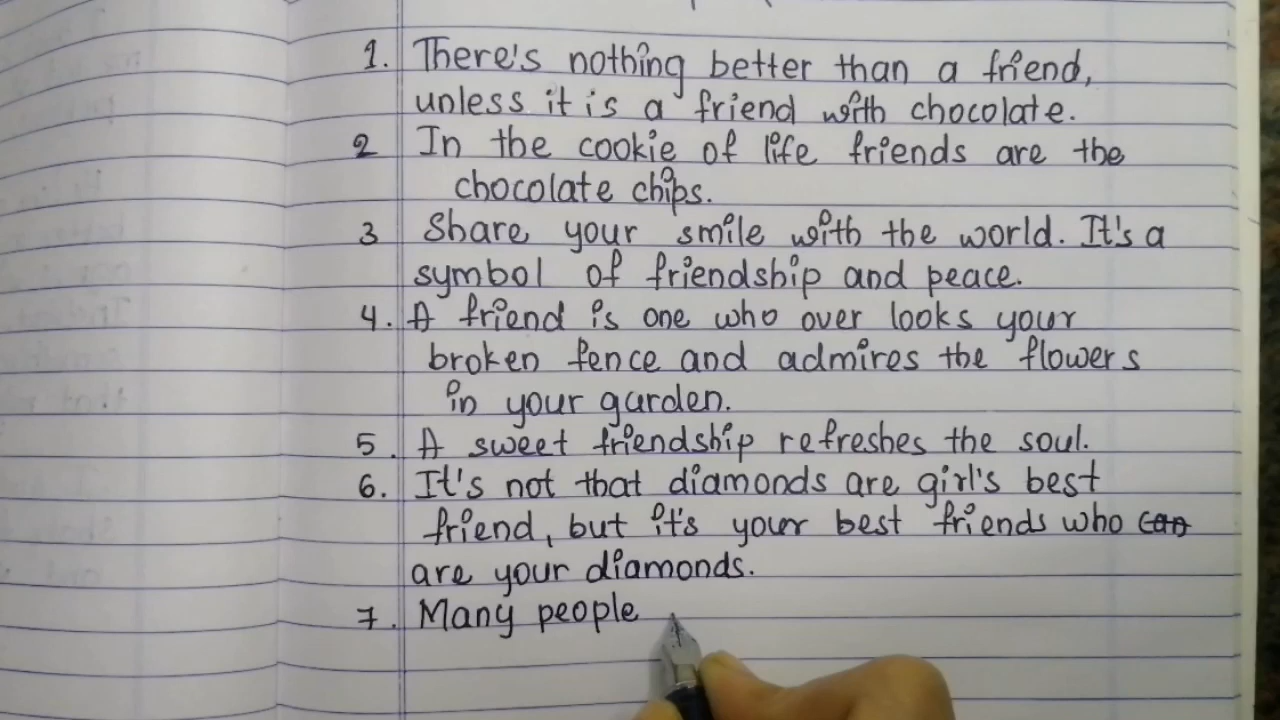 1. There's nothing better than a friend,
unless it is a friend with chocolate.
2 In the cookie of life friends are the
chocolate chips.
3 Share your smile with the world. It's a
symbol of friendship and peace.
4. A friend is one who over looks your
broken fence and admires the flowers
in your garden.
5. A sweet friendship refreshes the soul.
6. It's not that diamonds are girl's best
friend, but it's your best friends who can
are your diamonds.
7. Many people